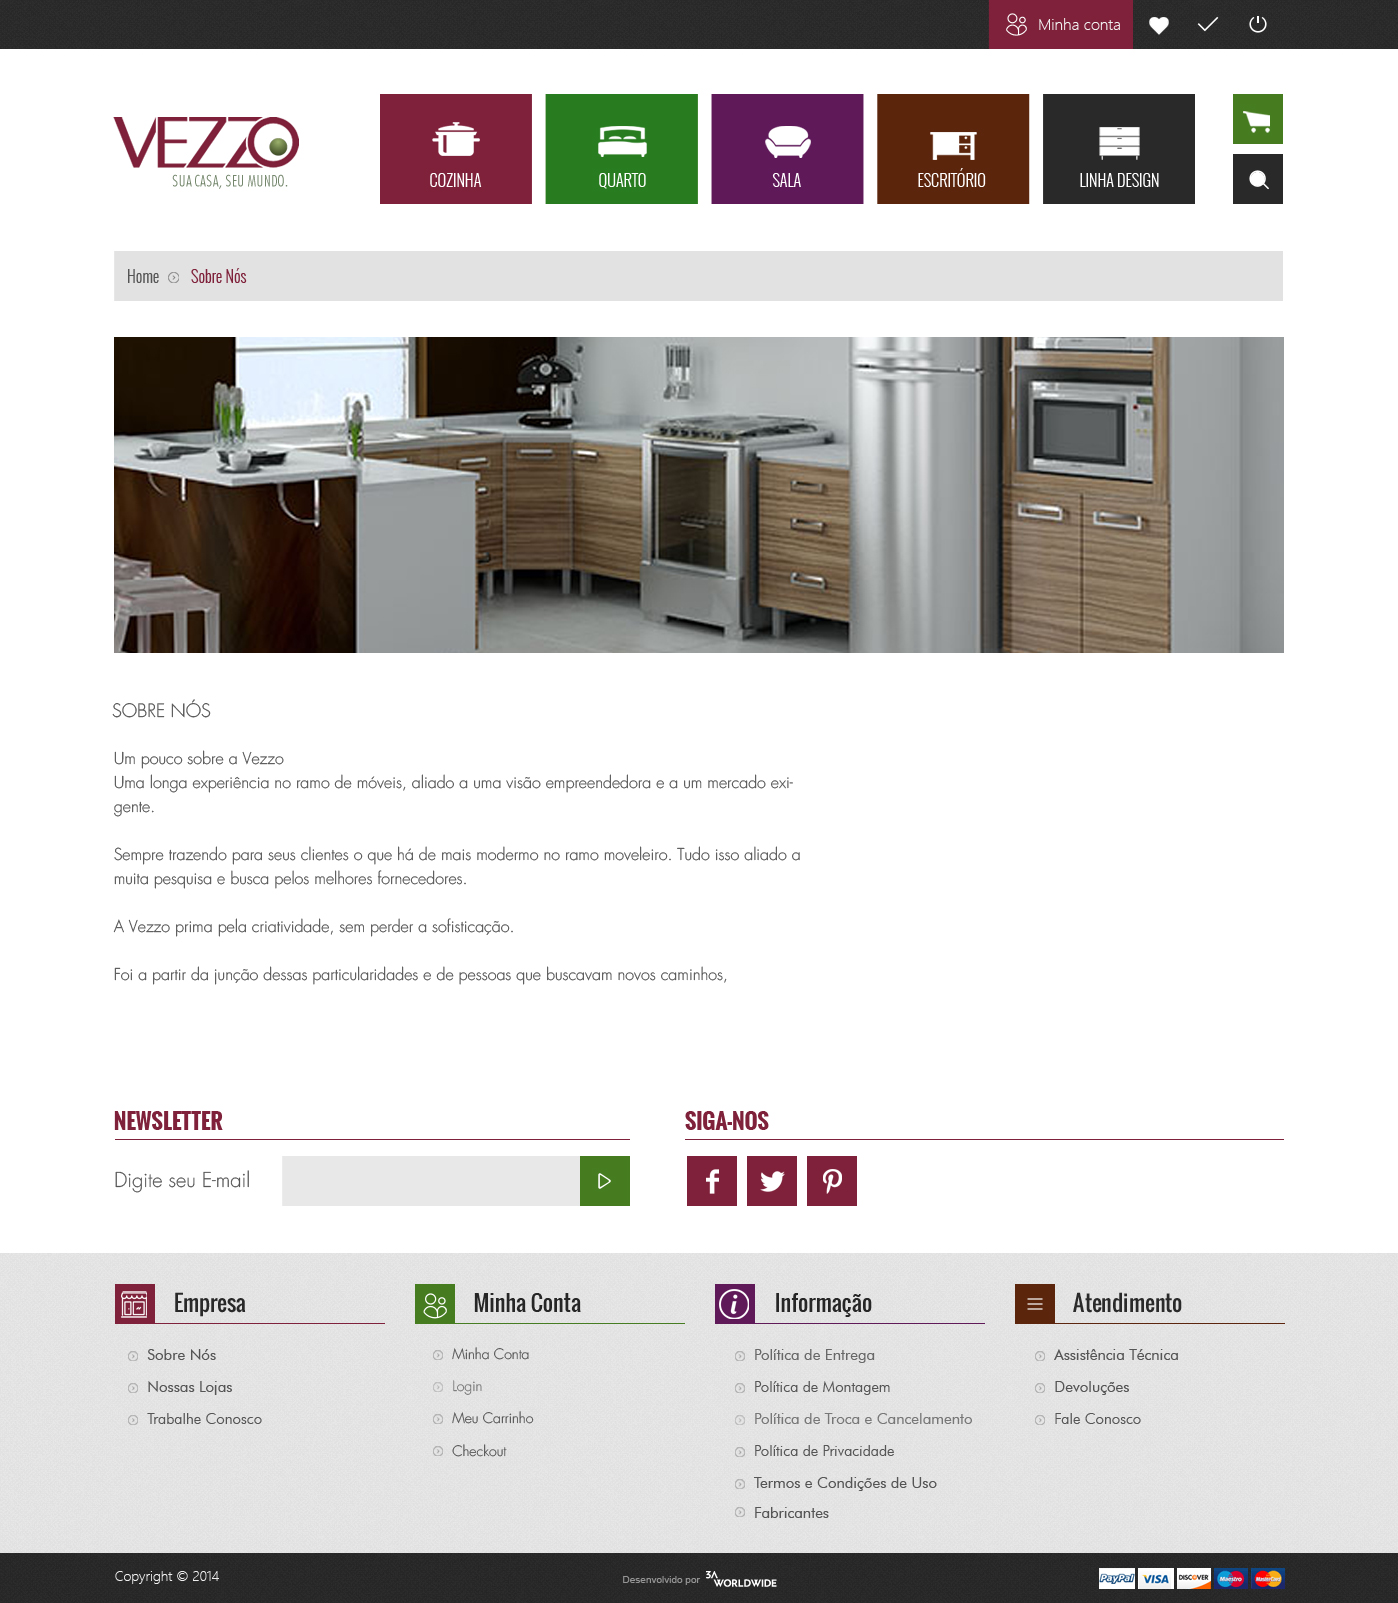 Minha conta
VEZZO
SUA CASA, SEU MUNDO.
COZINHA
QUARTO
SALA
ESCRITÓRIO
LINHA DESIGN
Home
Sobre Nós
SOBRE NÓS
Um pouco sobre a Vezzo
Uma longa experiência no ramo de móveis, aliado a uma visão empreendedora e a um mercado exi-
gente.
Sempre trazendo para seus clientes o que há de mais modermo no ramo moveleiro. Tudo isso aliado a
muita pesquisa e busca pelos melhores fornecedores.
A Vezzo prima pela criatividade, sem perder a sofisticação.
Foi a partir da junção dessas particularidades e de pessoas que buscavam novos caminhos,
NEWSLETTER
Digite seu E-mail
SIGA-NOS
Empresa
Sobre Nós
Nossas Lojas
Trabalhe Conosco
Minha Conta
Minha Conta
Login
Meu Carrinho
Checkout
Informação
Política de Entrega
Política de Montagem
Política de Troca e Cancelamento
Política de Privacidade
Termos e Condições de Uso
Fabricantes
Atendimento
Assistência Técnica
Devoluções
Fale Conosco
Copyright © 2014
Desenvolvido por 3A WORLDWIDE
PayPal VISA DISCOVER Maestro MasterCard